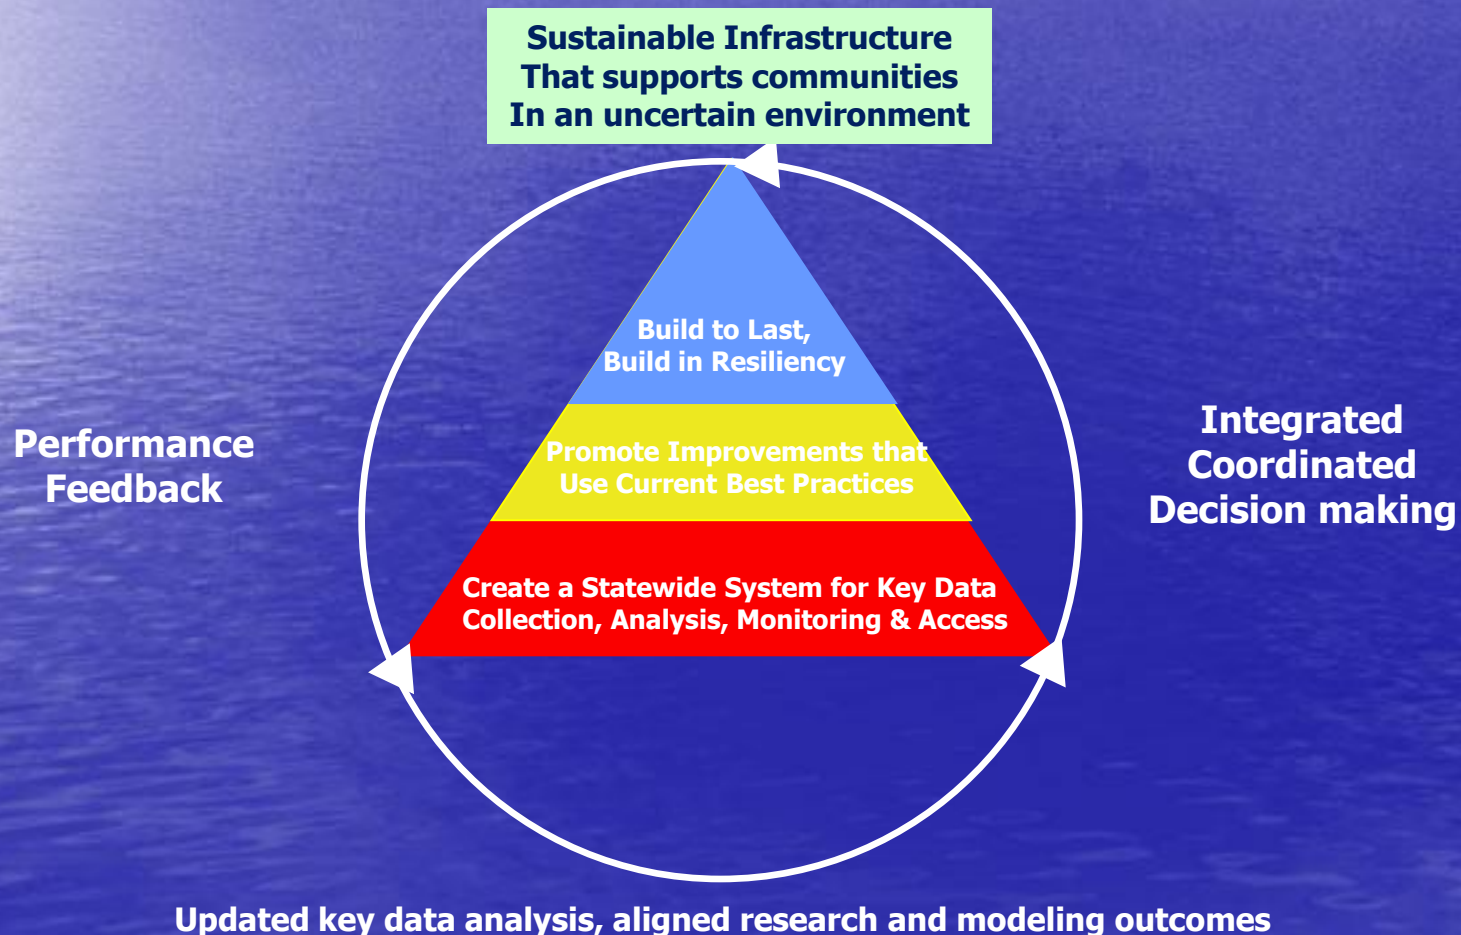 Sustainable Infrastructure
That supports communities
In an uncertain environment
Build to Last,
Build in Resiliency
Promote Improvements that
Use Current Best Practices
Create a Statewide System for Key Data
Collection, Analysis, Monitoring & Access
Performance
Feedback
Integrated
Coordinated
Decision making
Updated key data analysis, aligned research and modeling outcomes